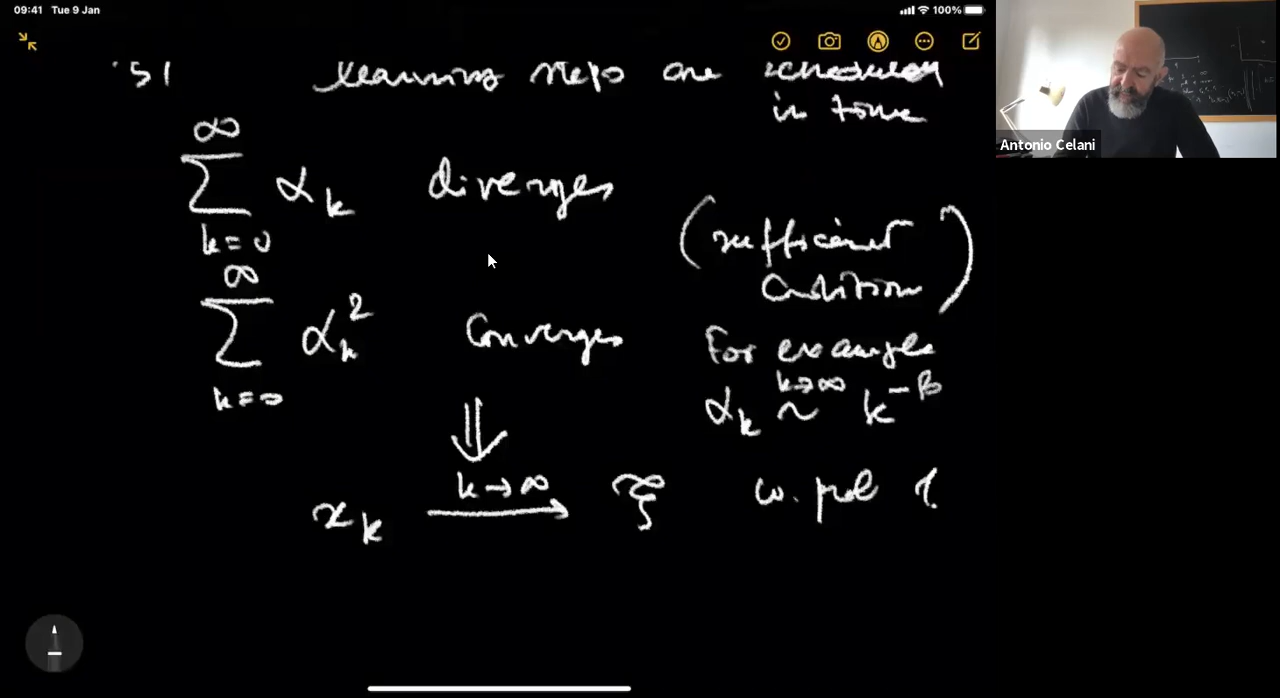 09:41 Tue 9 Jan
100%
'51 learning steps are scheduled
in time
∞
∑ α_k diverges
k=0
(sufficient
condition)
∞
∑ α_k² converges
k=0
For example
α_k ~ k^{-β}
k→∞
⇓
x_k ⟶ ξ w. prob 1
k→∞
Antonio Celani